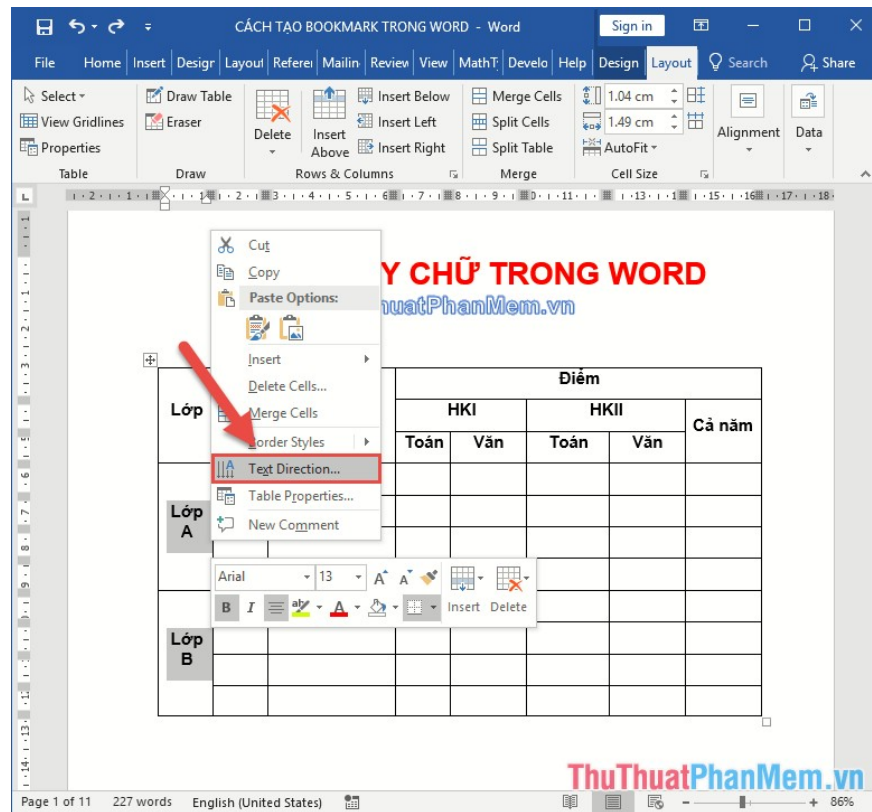 CÁCH TẠO BOOKMARK TRONG WORD - Word
Sign in
File Home Insert Desigr Layout Referei Mailin Review View MathT Develo Help Design Layout Search Share
Select
View Gridlines
Properties
Table
Draw Table
Eraser
Draw
Delete
Insert Above
Insert Below
Insert Left
Insert Right
Rows & Columns
Merge Cells
Split Cells
Split Table
Merge
1.04 cm
1.49 cm
AutoFit
Cell Size
Alignment
Data
Cut
Copy
Paste Options:
Insert
Delete Cells...
Merge Cells
Border Styles
Text Direction...
Table Properties...
New Comment
Y CHỮ TRONG WORD
huatPhanMem.vn
Điểm
Lớp
HKI HKII
Cả năm
Toán Văn Toán Văn
Lớp
A
Arial 13
B I
Insert Delete
Lớp
B
ThuThuatPhanMem.vn
Page 1 of 11 227 words English (United States) 86%